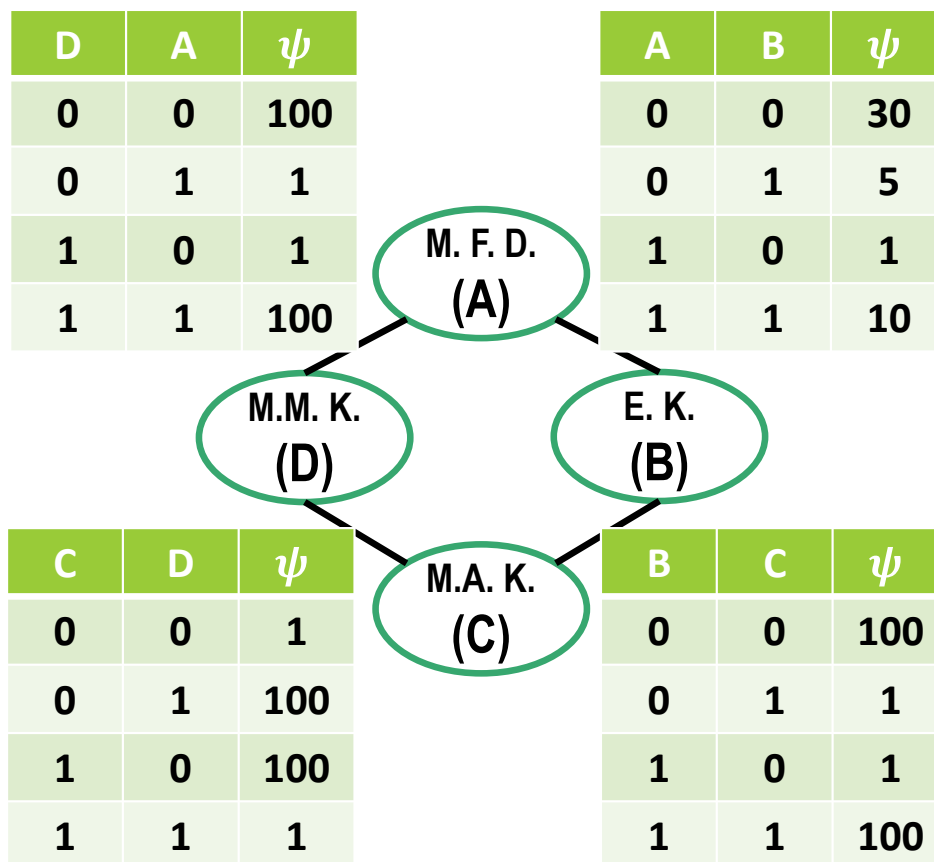 D A ψ
0 0 100
0 1 1
1 0 1
1 1 100
A B ψ
0 0 30
0 1 5
1 0 1
1 1 10
M. F. D.
(A)
M.M. K.
(D)
E. K.
(B)
M.A. K.
(C)
C D ψ
0 0 1
0 1 100
1 0 100
1 1 1
B C ψ
0 0 100
0 1 1
1 0 1
1 1 100